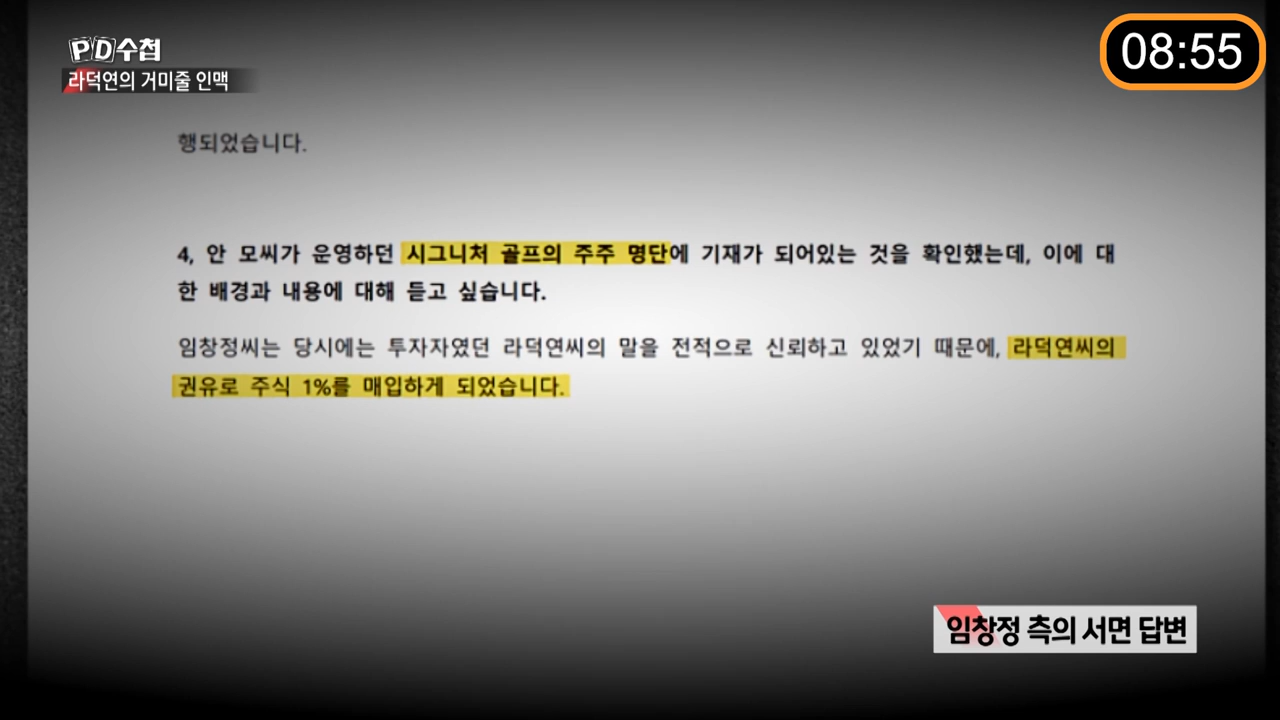 PD수첩
라덕연의 거미줄 인맥
08:55
행되었습니다.
4, 안 모씨가 운영하던 시그니처 골프의 주주 명단에 기재가 되어있는 것을 확인했는데, 이에 대
한 배경과 내용에 대해 듣고 싶습니다.
임창정씨는 당시에는 투자자였던 라덕연씨의 말을 전적으로 신뢰하고 있었기 때문에, 라덕연씨의
권유로 주식 1%를 매입하게 되었습니다.
임창정 측의 서면 답변